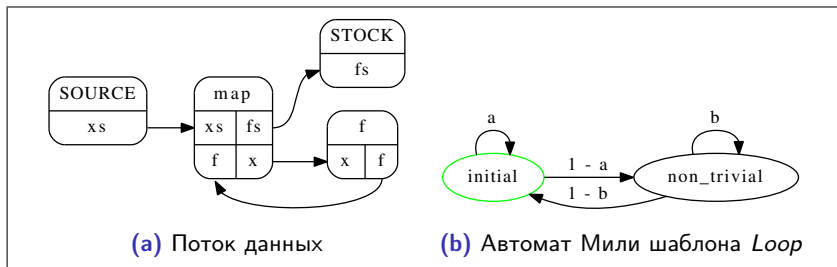 STOCK
fs
SOURCE
xs
map
xs fs
f x
f
x f
a
b
initial
1 - a
1 - b
non_trivial
(a) Поток данных
(b) Автомат Мили шаблона Loop